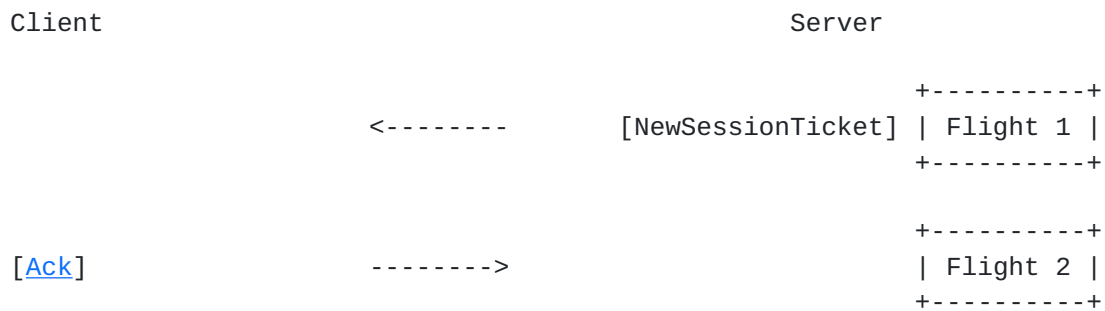 Client                                            Server

                                                            +----------+
                        <--------       [NewSessionTicket] | Flight 1 |
                                                            +----------+

                                                            +----------+
[Ack]                   -------->                           | Flight 2 |
                                                            +----------+